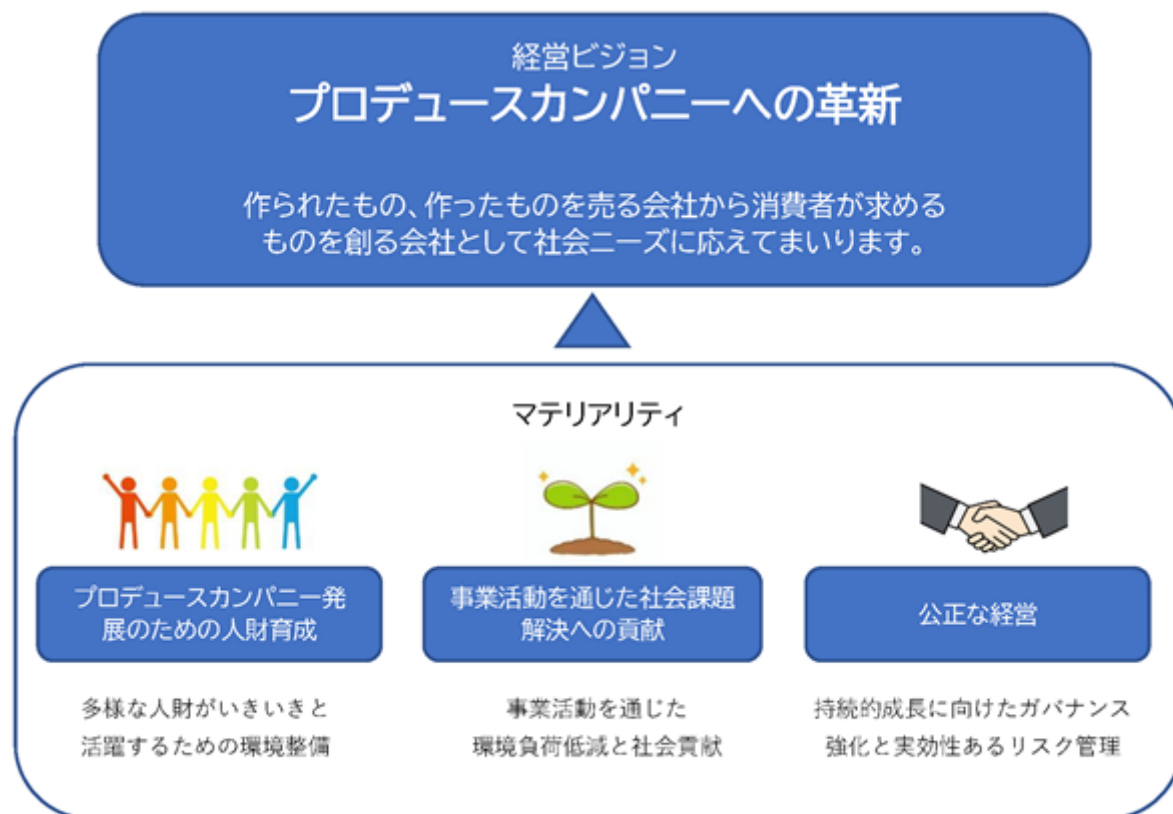 経営ビジョン
プロデュースカンパニーへの革新
作られたもの、作ったものを売る会社から消費者が求める
ものを創る会社として社会ニーズに応えてまいります。
マテリアリティ
プロデュースカンパニー発
展のための人財育成
多様な人財がいきいきと
活躍するための環境整備
事業活動を通じた社会課題
解決への貢献
事業活動を通じた
環境負荷低減と社会貢献
公正な経営
持続的成長に向けたガバナンス
強化と実効性あるリスク管理